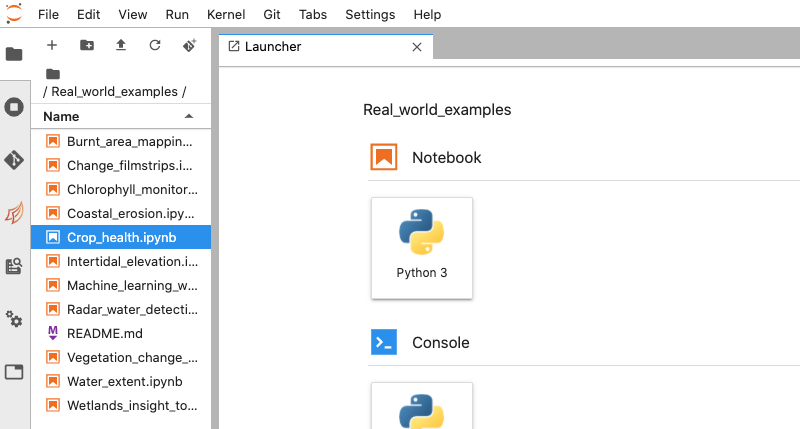 File Edit View Run Kernel Git Tabs Settings Help
Launcher
/ Real_world_examples /
Name
Burnt_area_mappin...
Change_filmstrips.i...
Chlorophyll_monitor...
Coastal_erosion.ipy...
Crop_health.ipynb
Intertidal_elevation.i...
Machine_learning_w...
Radar_water_detecti...
M README.md
Vegetation_change_...
Water_extent.ipynb
Wetlands_insight_to...
Real_world_examples
Notebook
Python 3
Console